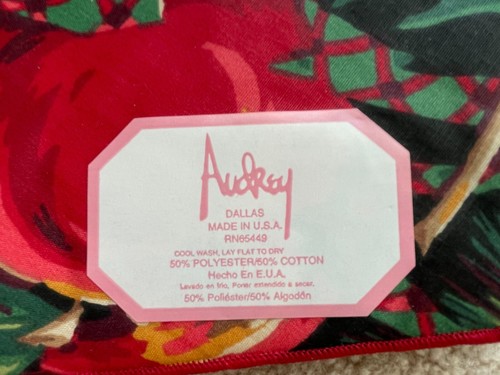 Audrey
DALLAS
MADE IN U.S.A.
RN65449
COOL WASH, LAY FLAT TO DRY
50% POLYESTER/50% COTTON
Hecho En E.U.A.
Lavado en frio, Poner extendido a secar.
50% Poliéster/50% Algodón